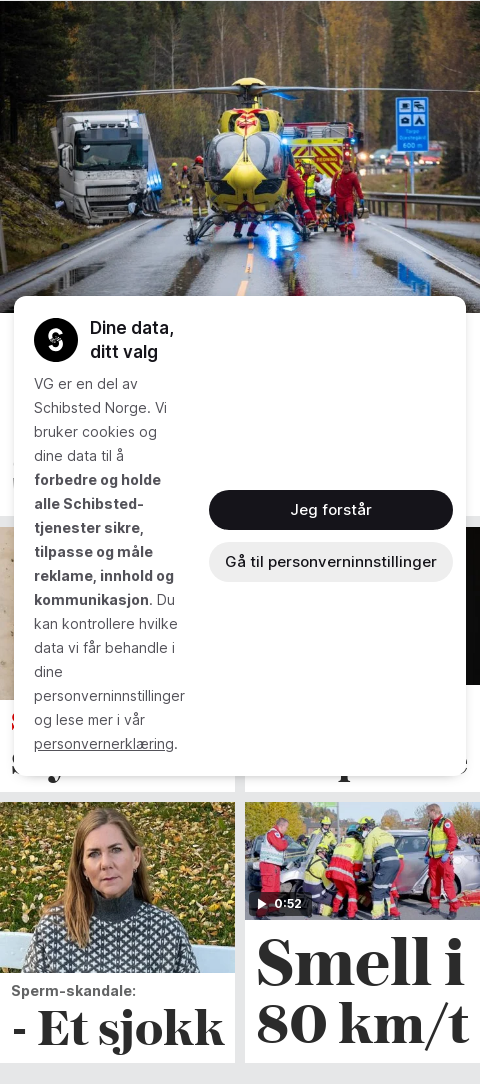 Dine data,
ditt valg
VG er en del av
Schibsted Norge. Vi
bruker cookies og
dine data til å
forbedre og holde
alle Schibsted-
tjenester sikre,
tilpasse og måle
reklame, innhold og
kommunikasjon. Du
kan kontrollere hvilke
data vi får behandle i
dine
personverninnstillinger
og lese mer i vår
personvernerklæring.
Jeg forstår
Gå til personverninnstillinger
REDNING
600 m
Sperm-skandale:
- Et sjokk
0:52
Smell i
80 km/t